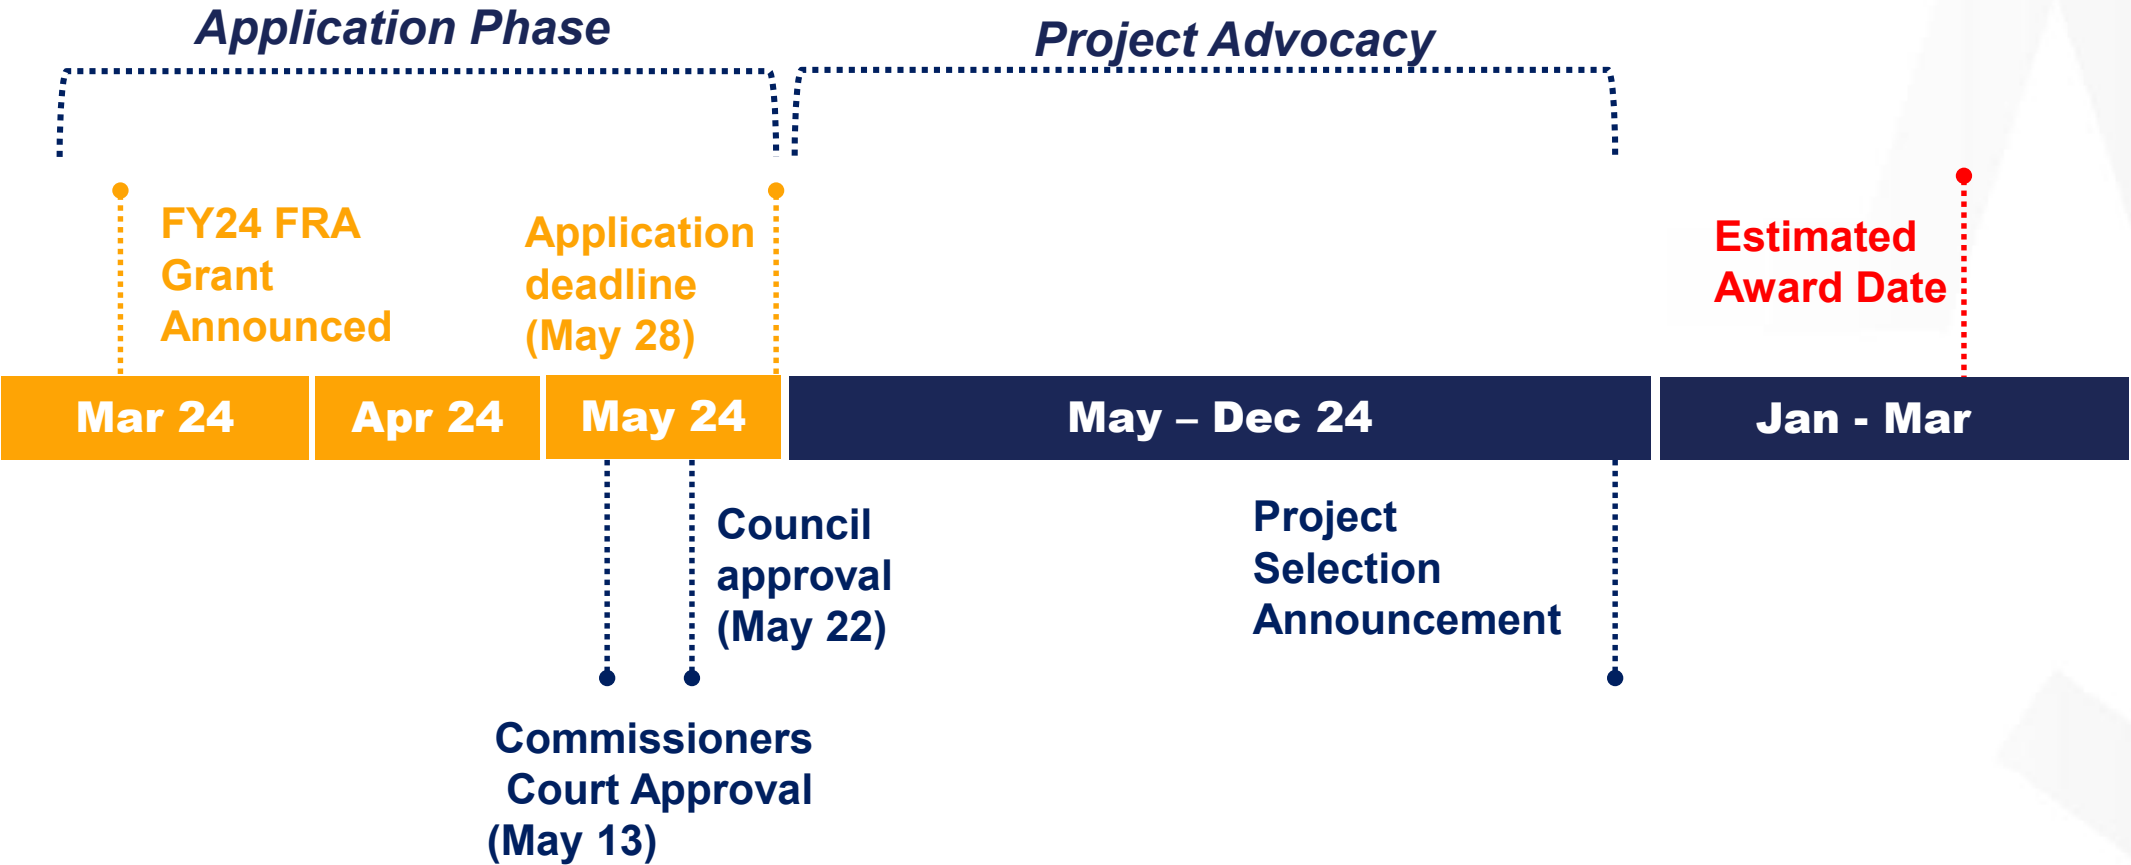 Application Phase
Project Advocacy
FY24 FRA
Grant
Announced
Application
deadline
(May 28)
Estimated
Award Date
Mar 24
Apr 24
May 24
May – Dec 24
Jan - Mar
Council
approval
(May 22)
Project
Selection
Announcement
Commissioners
Court Approval
(May 13)